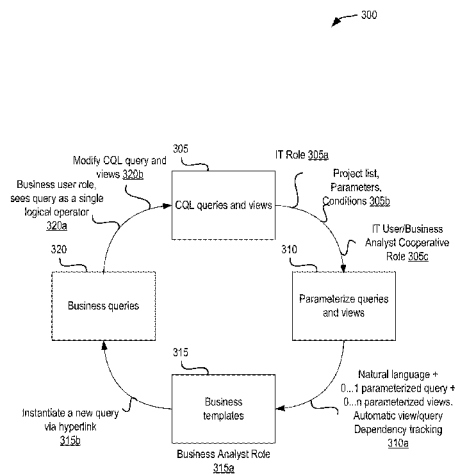 300
305
Modify CQL query and
views 320b
Business user role,
sees query as a single
logical operator
320a
CQL queries and views
IT Role 305a
Project list,
Parameters,
Conditions 305b
IT User/Business
Analyst Cooperative
Role 305c
320
Business queries
310
Parameterize queries
and views
315
Business
templates
Natural language +
0...1 parameterized query +
0...n parameterized views.
Automatic view/query
Dependency tracking
310a
Instantiate a new query
via hyperlink
315b
Business Analyst Role
315a